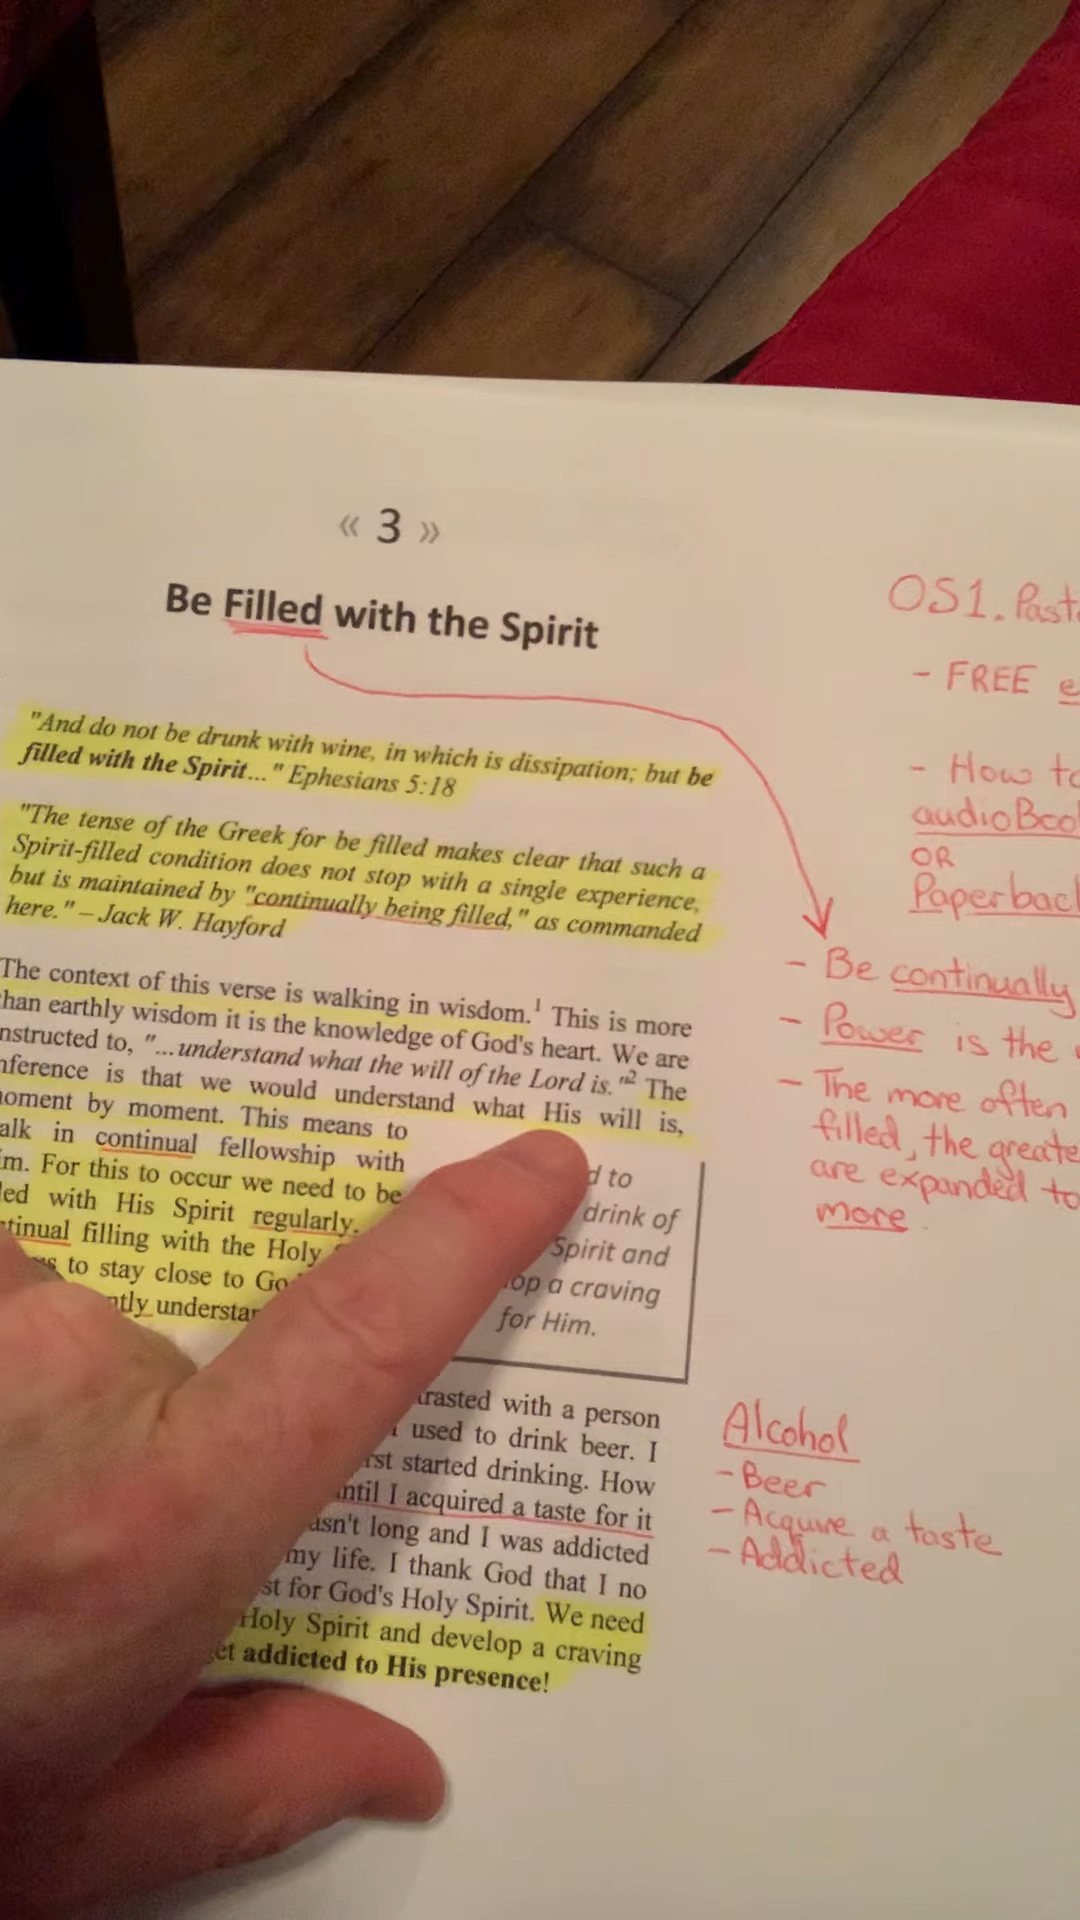 « 3 »
Be Filled with the Spirit
"And do not be drunk with wine, in which is dissipation; but be
filled with the Spirit..." Ephesians 5:18
"The tense of the Greek for be filled makes clear that such a
Spirit-filled condition does not stop with a single experience,
but is maintained by "continually being filled," as commanded
here." – Jack W. Hayford
The context of this verse is walking in wisdom.1 This is more
than earthly wisdom it is the knowledge of God's heart. We are
nstructed to, "...understand what the will of the Lord is."2 The
nference is that we would understand what His will is,
oment by moment. This means to
alk in continual fellowship with
im. For this to occur we need to be
led with His Spirit regularly.
tinual filling with the Holy
to stay close to Go
ntly understa
d to
drink of
Spirit and
op a craving
for Him.
trasted with a person
used to drink beer. I
rst started drinking. How
ntil I acquired a taste for it
asn't long and I was addicted
my life. I thank God that I no
st for God's Holy Spirit. We need
Holy Spirit and develop a craving
et addicted to His presence!
OS1. Past
- FREE e
- How to
audioBoo
OR
Paperbac
- Be continually
- Power is the
- The more often
filled, the greate
are expanded to
more.
Alcohol
- Beer
- Acquire a taste
- Addicted